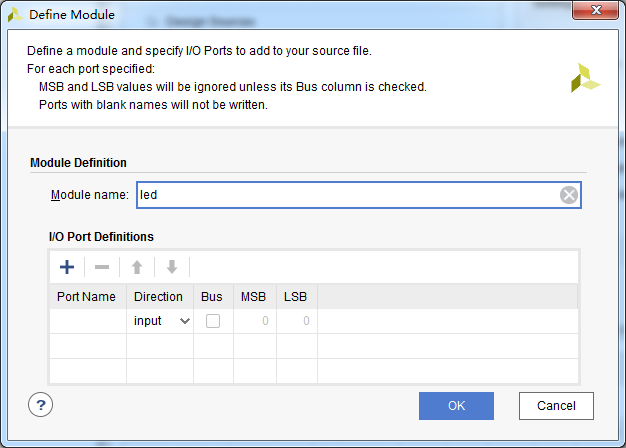 Define Module
Design Sources
Define a module and specify I/O Ports to add to your source file.
For each port specified:
MSB and LSB values will be ignored unless its Bus column is checked.
Ports with blank names will not be written.
Module Definition
Module name: led
I/O Port Definitions
Port Name Direction Bus MSB LSB
input 0 0
? OK Cancel